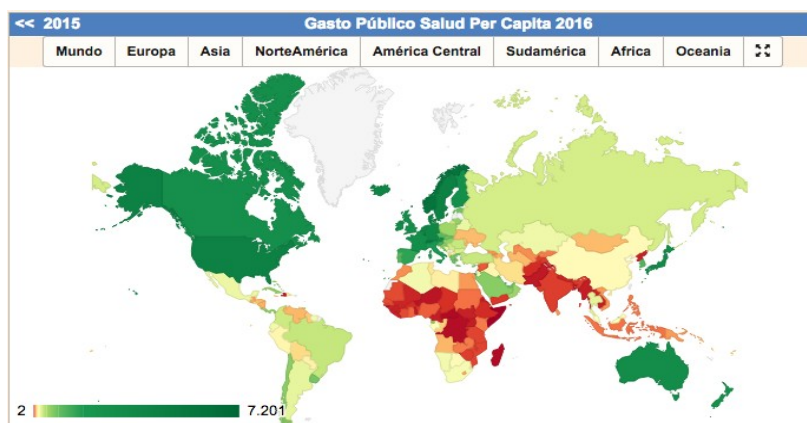 << 2015 Gasto Público Salud Per Capita 2016
Mundo Europa Asia NorteAmérica América Central Sudamérica Africa Oceania
2 7.201